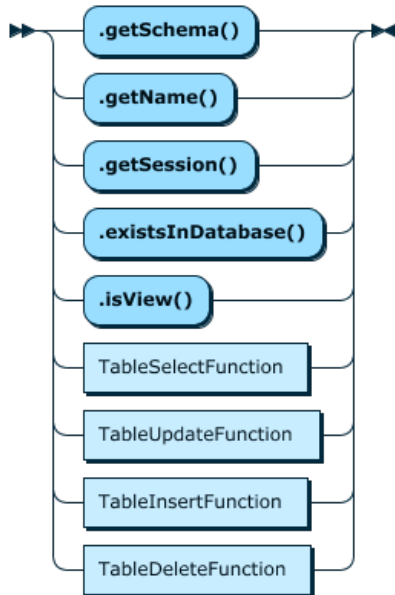 .getSchema()
.getName()
.getSession()
.existsInDatabase()
.isView()
TableSelectFunction
TableUpdateFunction
TableInsertFunction
TableDeleteFunction